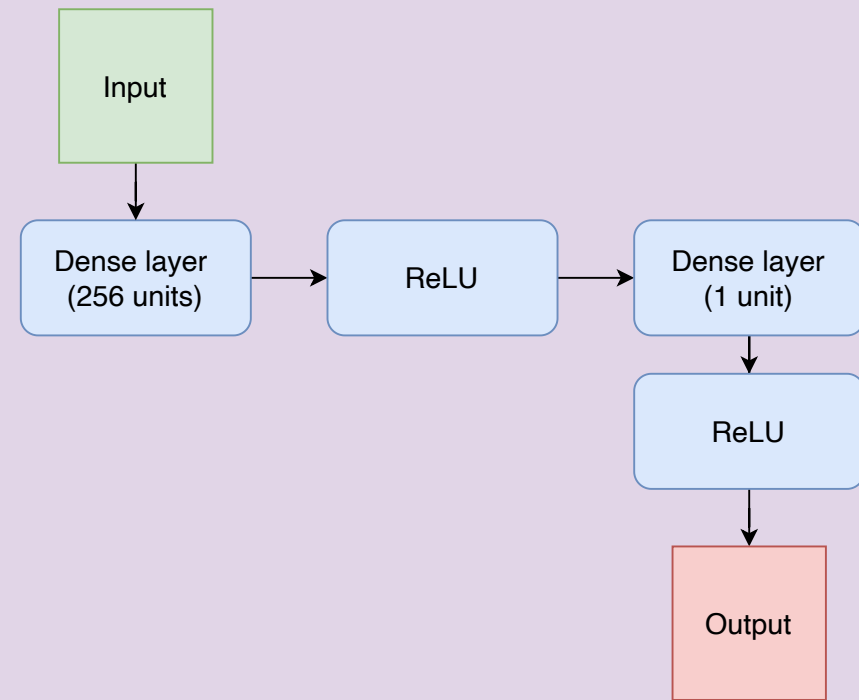 Input
Dense layer
(256 units)
ReLU
Dense layer
(1 unit)
ReLU
Output